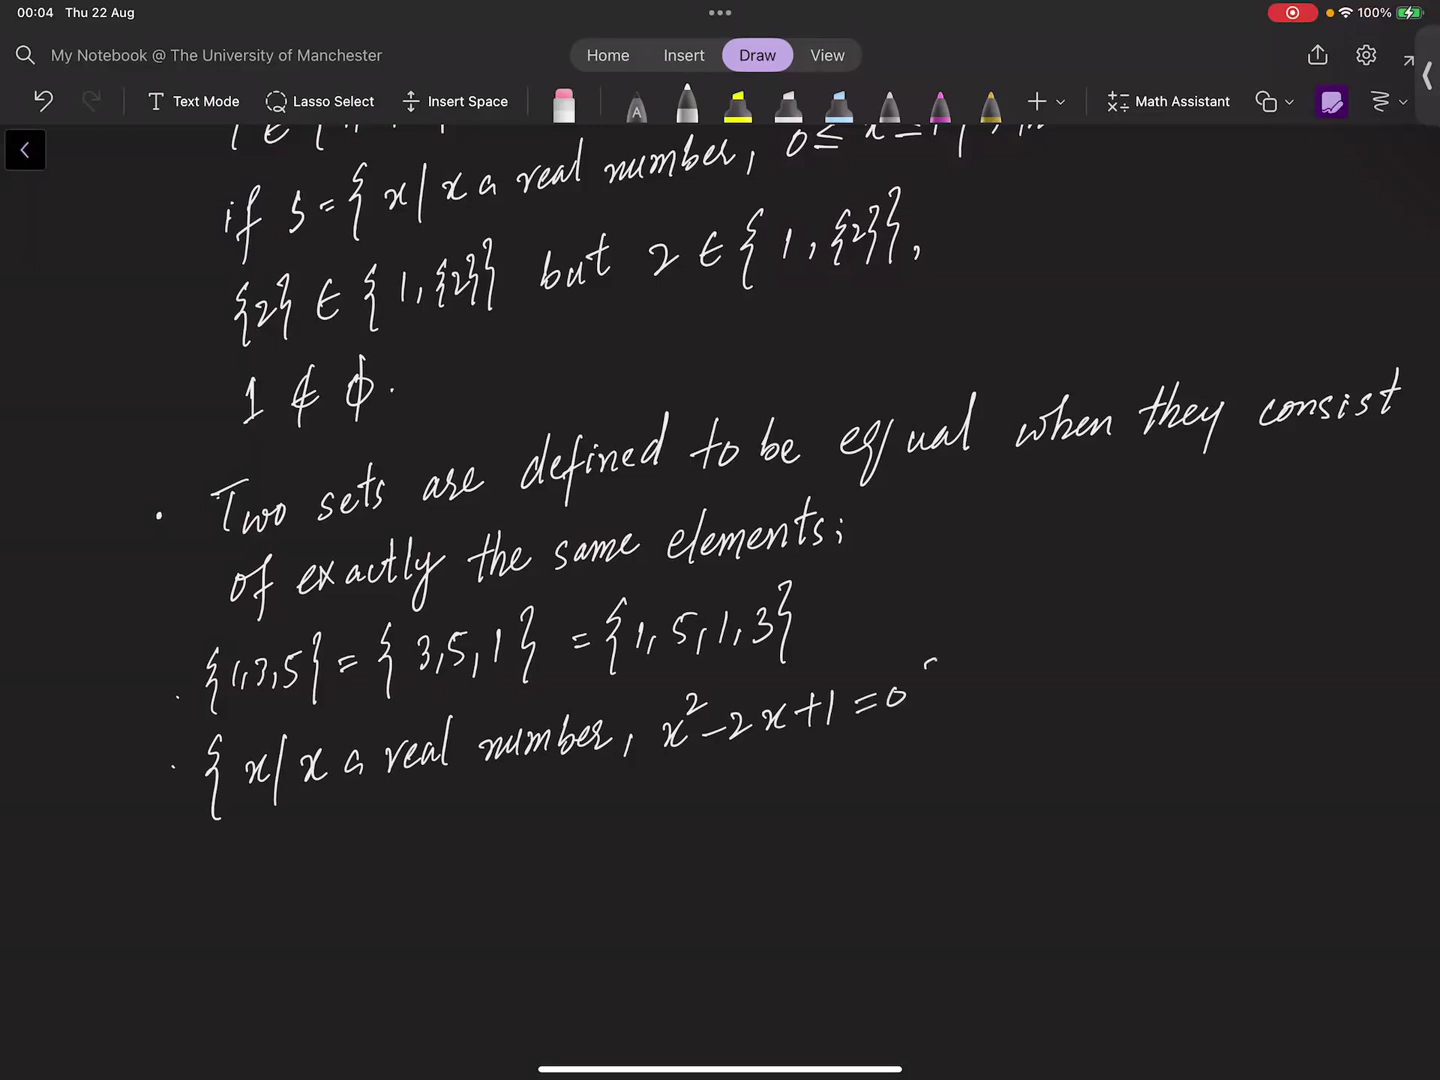 00:04 Thu 22 Aug
100%
My Notebook @ The University of Manchester
Home Insert Draw View
Text Mode Lasso Select Insert Space Math Assistant
if S = { x | x a real number, 0 ≤ x ≤ 1
{2} ∈ { 1, {2}} but 2 ∈ { 1, {2}},
1 ∉ ϕ.
· Two sets are defined to be equal when they consist
of exactly the same elements;
· {1,3,5} = { 3,5,1} = {1,5,1,3}
· { x | x a real number, x² - 2x + 1 = 0